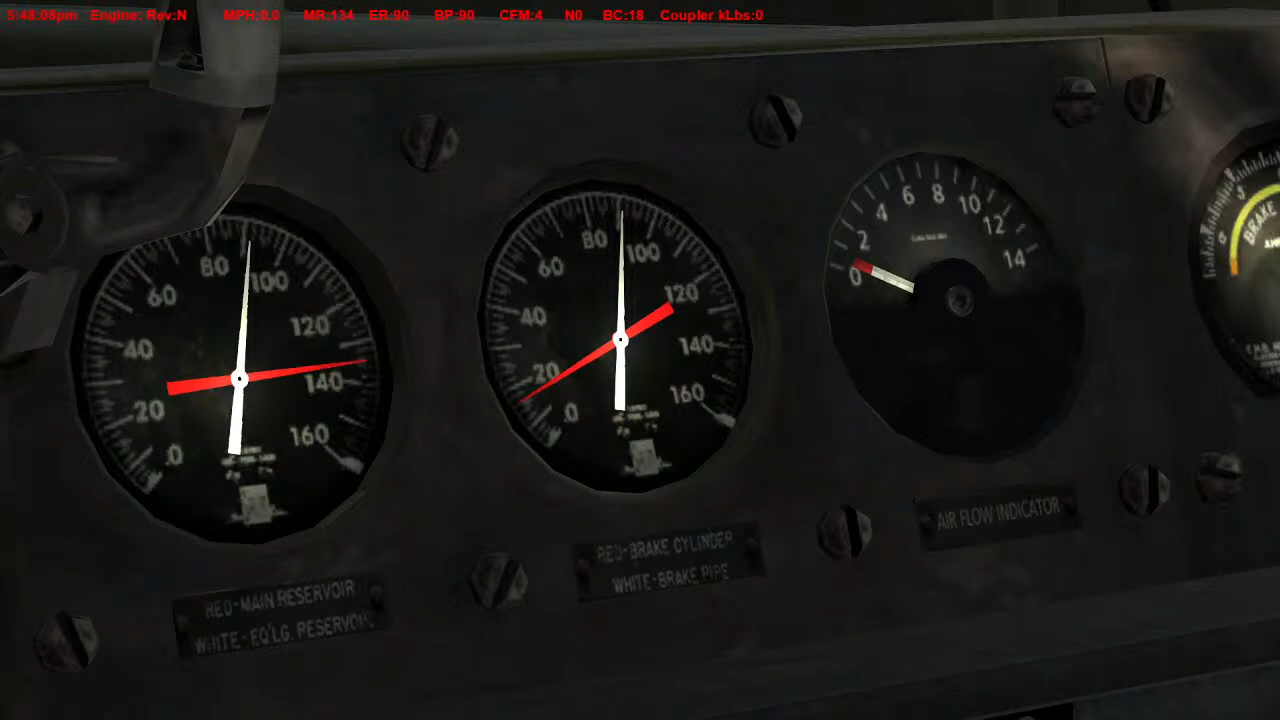 5:48:08pm Engine: Rev:N MPH:0.0 MR:134 ER:90 BP:90 CFM:4 N0 BC:18 Coupler kLbs:0
0 20 40 60 80 100 120 140 160
0 20 40 60 80 100 120 140 160
0 2 4 6 8 10 12 14
BRAKE
RED-MAIN RESERVOIR
WHITE-EQ'LG. RESERVOIR
RED-BRAKE CYLINDER
WHITE-BRAKE PIPE
AIR FLOW INDICATOR